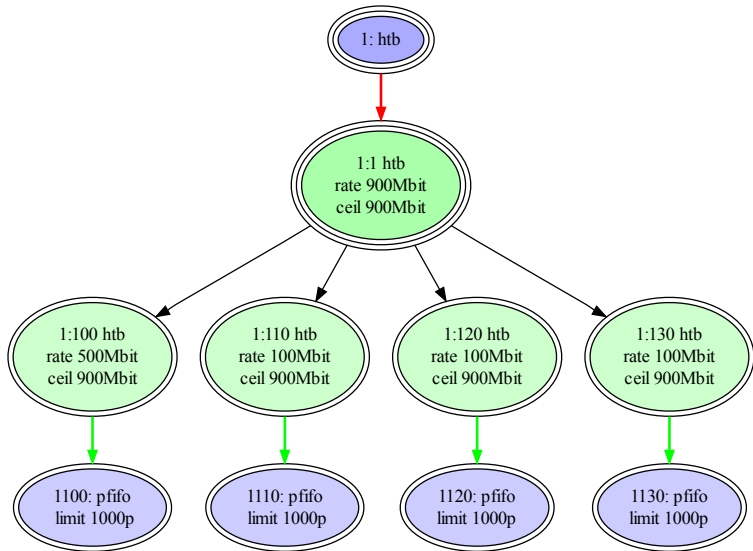 1: htb
1:1 htb
rate 900Mbit
ceil 900Mbit
1:100 htb
rate 500Mbit
ceil 900Mbit
1:110 htb
rate 100Mbit
ceil 900Mbit
1:120 htb
rate 100Mbit
ceil 900Mbit
1:130 htb
rate 100Mbit
ceil 900Mbit
1100: pfifo
limit 1000p
1110: pfifo
limit 1000p
1120: pfifo
limit 1000p
1130: pfifo
limit 1000p